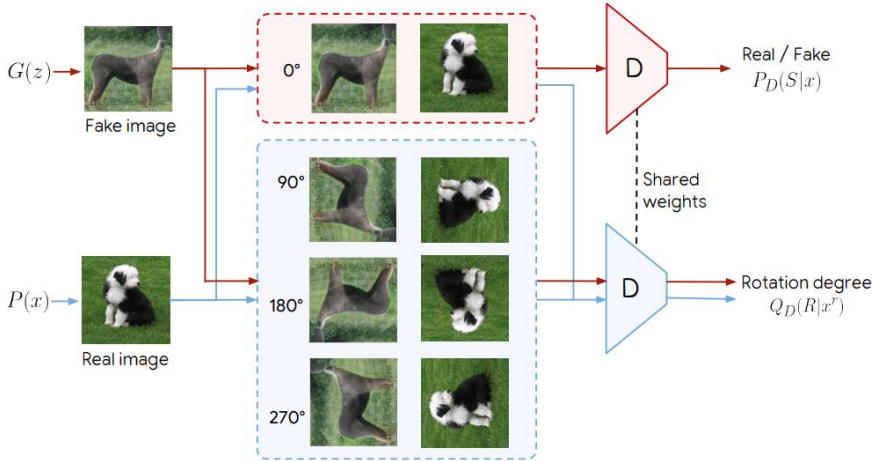 G(z)
Fake image
0°
D
Real / Fake
P_D(S|x)
90°
Shared
weights
P(x)
Real image
180°
D
Rotation degree
Q_D(R|x^r)
270°